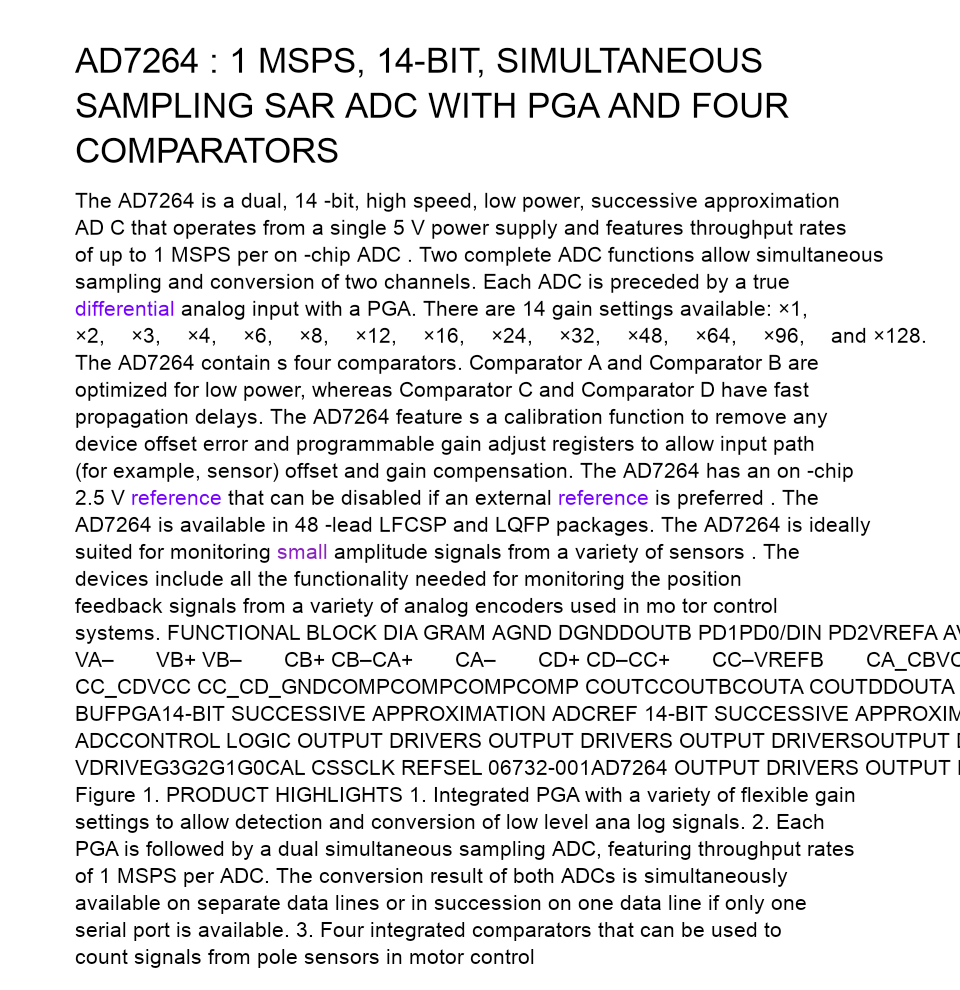 AD7264 : 1 MSPS, 14-BIT, SIMULTANEOUS
SAMPLING SAR ADC WITH PGA AND FOUR
COMPARATORS
The AD7264 is a dual, 14 -bit, high speed, low power, successive approximation
AD C that operates from a single 5 V power supply and features throughput rates
of up to 1 MSPS per on -chip ADC . Two complete ADC functions allow simultaneous
sampling and conversion of two channels. Each ADC is preceded by a true
differential analog input with a PGA. There are 14 gain settings available: ×1,
×2, ×3, ×4, ×6, ×8, ×12, ×16, ×24, ×32, ×48, ×64, ×96, and ×128.
The AD7264 contain s four comparators. Comparator A and Comparator B are
optimized for low power, whereas Comparator C and Comparator D have fast
propagation delays. The AD7264 feature s a calibration function to remove any
device offset error and programmable gain adjust registers to allow input path
(for example, sensor) offset and gain compensation. The AD7264 has an on -chip
2.5 V reference that can be disabled if an external reference is preferred . The
AD7264 is available in 48 -lead LFCSP and LQFP packages. The AD7264 is ideally
suited for monitoring small amplitude signals from a variety of sensors . The
devices include all the functionality needed for monitoring the position
feedback signals from a variety of analog encoders used in mo tor control
systems. FUNCTIONAL BLOCK DIA GRAM AGND DGNDDOUTB PD1PD0/DIN PD2VREFA
VA– VB+ VB– CB+ CB–CA+ CA– CD+ CD–CC+ CC–VREFB
CC_CDVCC CC_CD_GNDCOMPCOMPCOMPCOMP COUTCCOUTBCOUTA COUTDDOUTA
BUFPGA14-BIT SUCCESSIVE APPROXIMATION ADCREF 14-BIT SUCCESSIVE
ADCCONTROL LOGIC OUTPUT DRIVERS OUTPUT DRIVERS OUTPUT DRIVERSOUTPUT
VDRIVEG3G2G1G0CAL CSSCLK REFSEL 06732-001AD7264 OUTPUT DRIVERS OUTPUT
Figure 1. PRODUCT HIGHLIGHTS 1. Integrated PGA with a variety of flexible gain
settings to allow detection and conversion of low level ana log signals. 2. Each
PGA is followed by a dual simultaneous sampling ADC, featuring throughput rates
of 1 MSPS per ADC. The conversion result of both ADCs is simultaneously
available on separate data lines or in succession on one data line if only one
serial port is available. 3. Four integrated comparators that can be used to
count signals from pole sensors in motor control